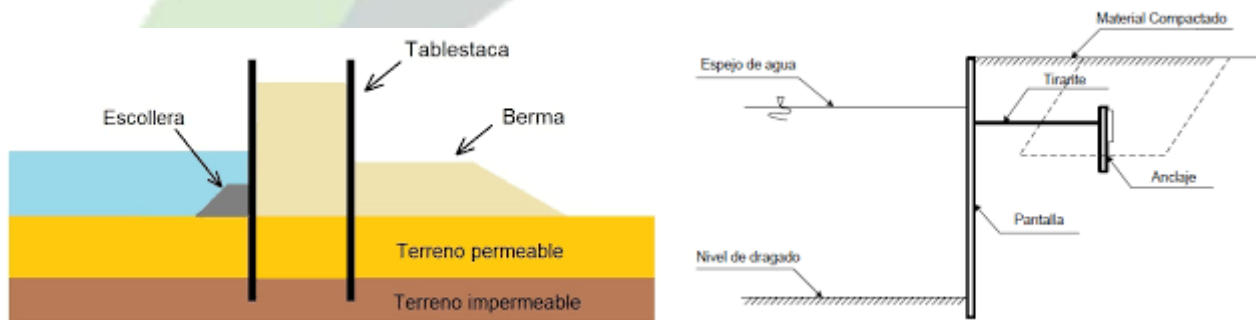 Tablestaca
Escollera
Berma
Terreno permeable
Terreno impermeable
Material Compactado
Espejo de agua
Tirante
Anclaje
Pantalla
Nivel de dragado